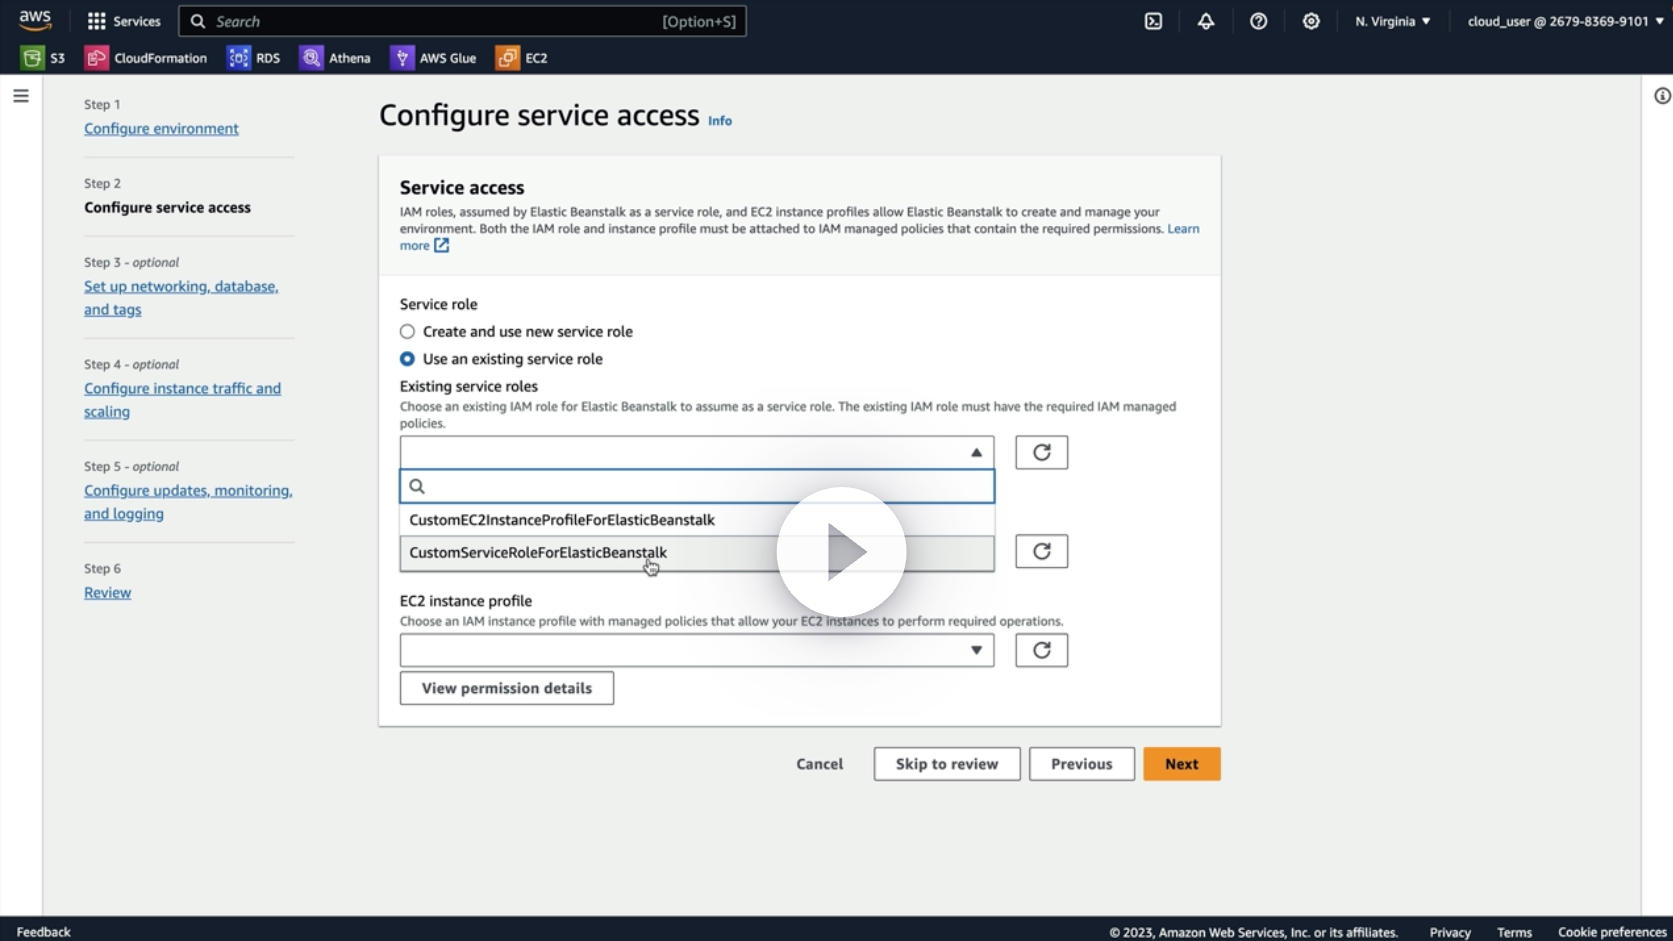 aws
Services
Search
[Option+S]
N. Virginia
cloud_user @ 2679-8369-9101
S3
CloudFormation
RDS
Athena
AWS Glue
EC2
Step 1
Configure environment
Step 2
Configure service access
Step 3 - optional
Set up networking, database,
and tags
Step 4 - optional
Configure instance traffic and
scaling
Step 5 - optional
Configure updates, monitoring,
and logging
Step 6
Review
Configure service access Info
Service access
IAM roles, assumed by Elastic Beanstalk as a service role, and EC2 instance profiles allow Elastic Beanstalk to create and manage your
environment. Both the IAM role and instance profile must be attached to IAM managed policies that contain the required permissions. Learn
more
Service role
Create and use new service role
Use an existing service role
Existing service roles
Choose an existing IAM role for Elastic Beanstalk to assume as a service role. The existing IAM role must have the required IAM managed
policies.
CustomEC2InstanceProfileForElasticBeanstalk
CustomServiceRoleForElasticBeanstalk
EC2 instance profile
Choose an IAM instance profile with managed policies that allow your EC2 instances to perform required operations.
View permission details
Cancel
Skip to review
Previous
Next
Feedback
© 2023, Amazon Web Services, Inc. or its affiliates.
Privacy
Terms
Cookie preferences